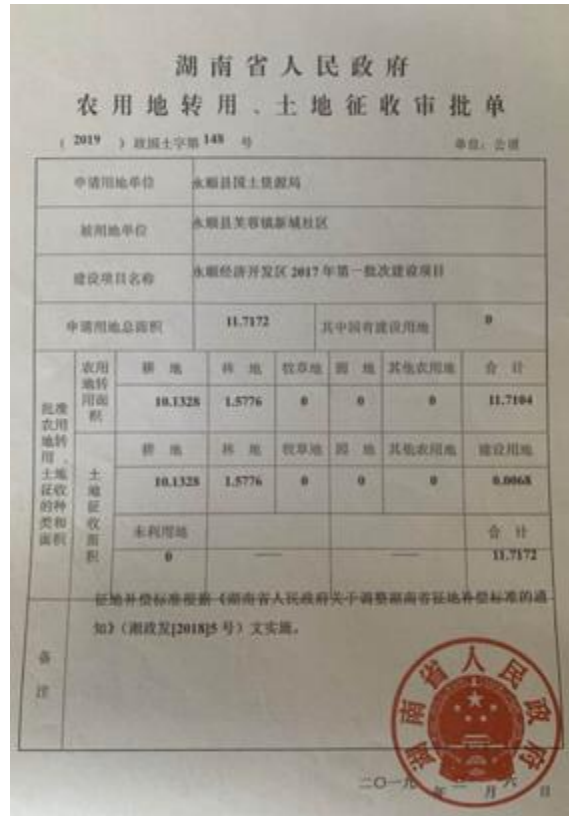 湖南省人民政府
农用地转用、土地征收审批单
（2019）政国土字第148号 单位：公顷
申请用地单位 永顺县国土资源局
被用地单位 永顺县芙蓉镇新城社区
建设项目名称 永顺经济开发区2017年第一批次建设项目
申请用地总面积 11.7172 其中国有建设用地 0
批准农用地转用、土地征收的种类和面积
农用地转用面积
耕地 林地 牧草地 园地 其他农用地 合计
10.1328 1.5776 0 0 0 11.7104
土地征收面积
耕地 林地 牧草地 园地 其他农用地 建设用地
10.1328 1.5776 0 0 0 0.0068
未利用地 合计
0 — — 11.7172
备注
征地补偿标准根据《湖南省人民政府关于调整湖南省征地补偿标准的通
知》（湘政发[2018]5号）文实施。
湖南省人民政府
二〇一九年 月六日